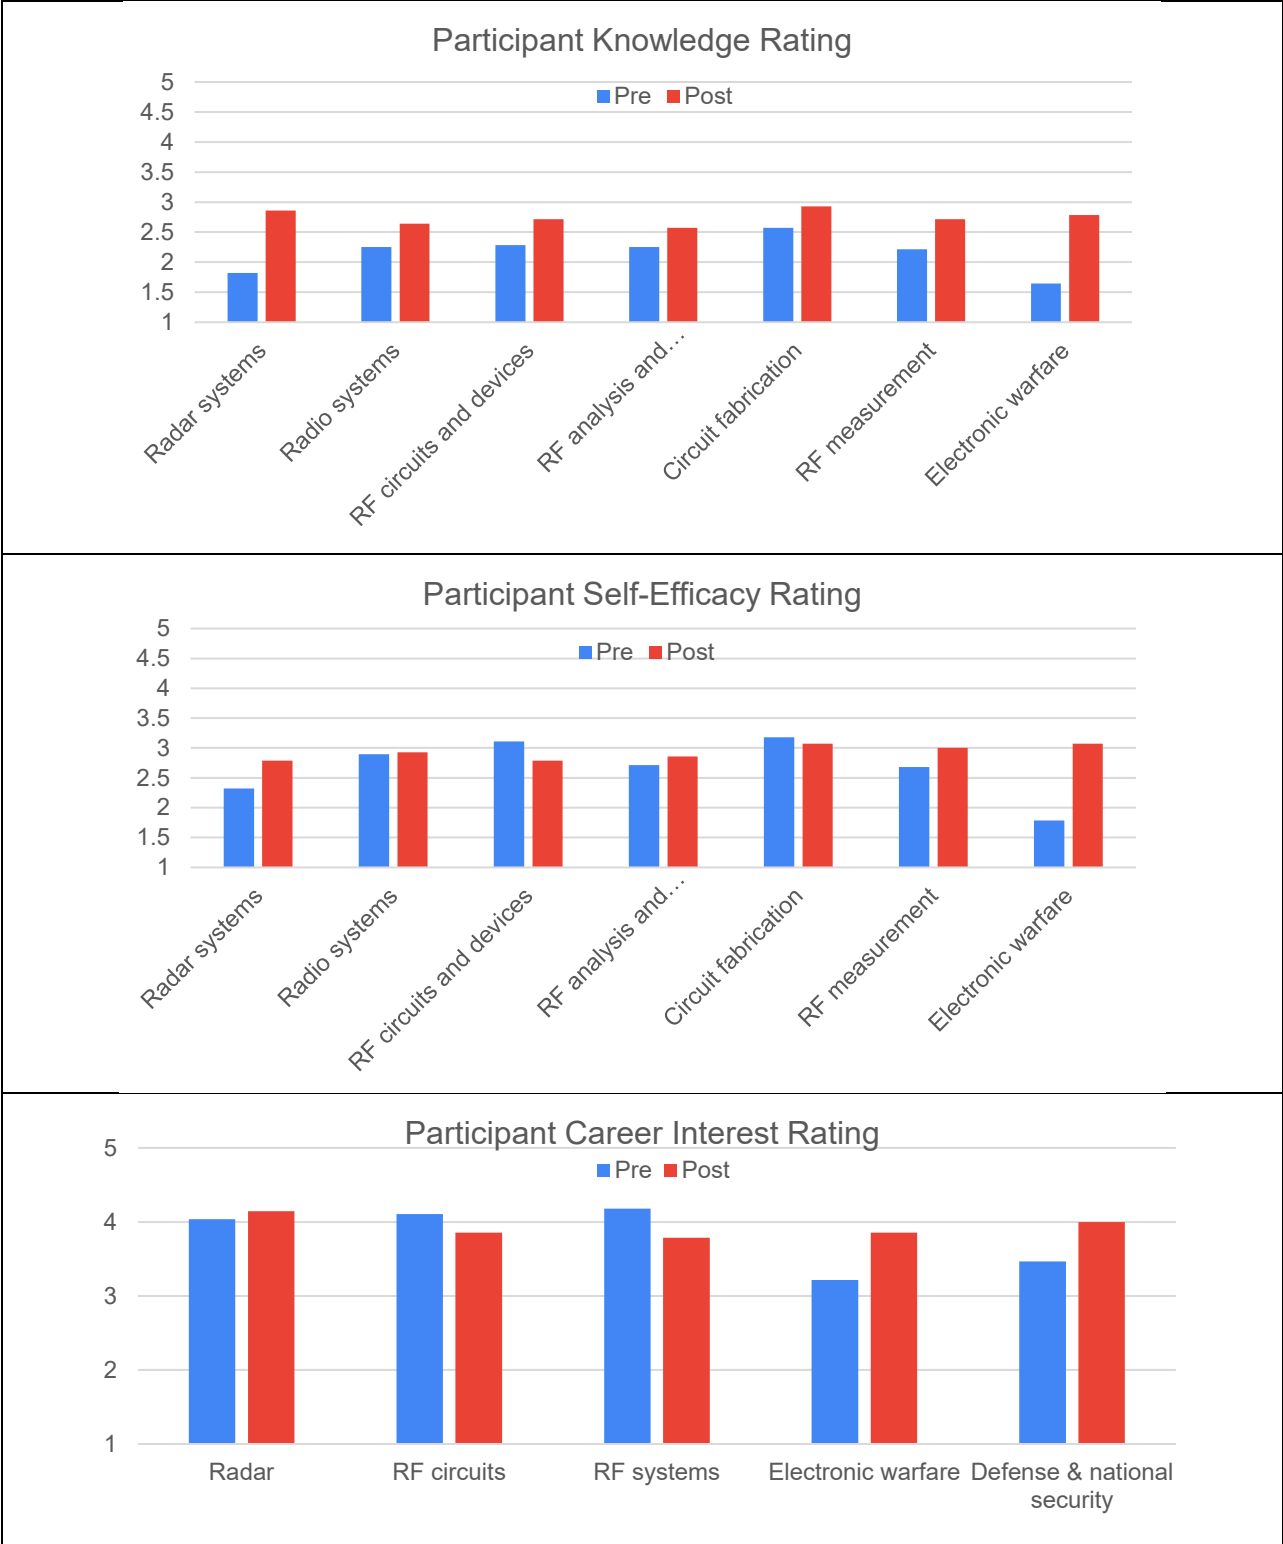 Participant Knowledge Rating
Pre Post
5
4.5
4
3.5
3
2.5
2
1.5
1
Radar systems
Radio systems
RF circuits and devices
RF analysis and…
Circuit fabrication
RF measurement
Electronic warfare
Participant Self-Efficacy Rating
Pre Post
5
4.5
4
3.5
3
2.5
2
1.5
1
Radar systems
Radio systems
RF circuits and devices
RF analysis and…
Circuit fabrication
RF measurement
Electronic warfare
Participant Career Interest Rating
Pre Post
5
4
3
2
1
Radar
RF circuits
RF systems
Electronic warfare
Defense & national
security